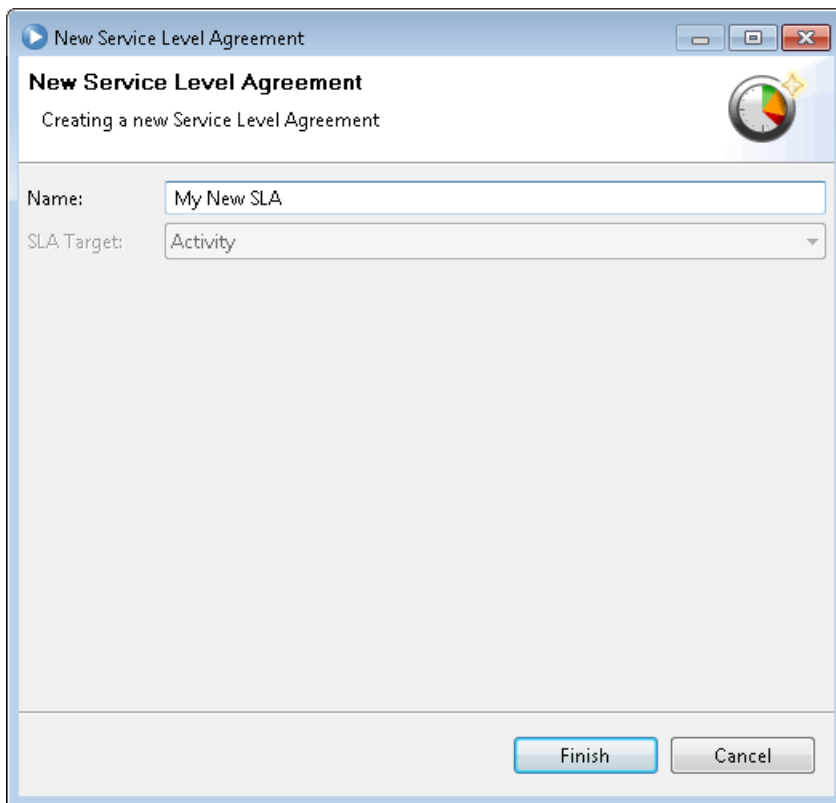 New Service Level Agreement
New Service Level Agreement
Creating a new Service Level Agreement
Name: My New SLA
SLA Target: Activity
Finish Cancel